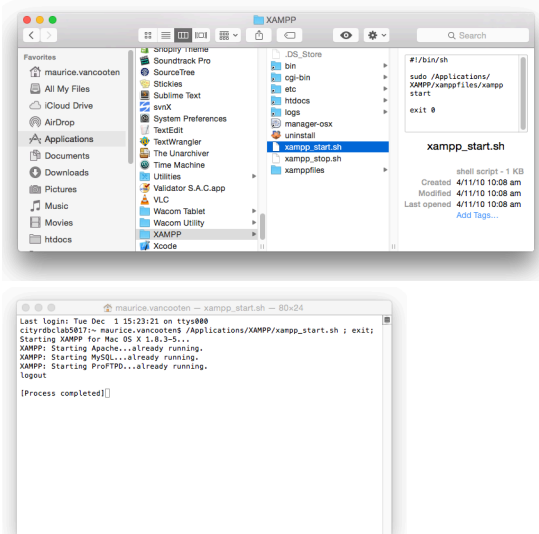 XAMPP
Search
Favorites
maurice.vancooten
All My Files
iCloud Drive
AirDrop
Applications
Documents
Downloads
Pictures
Music
Movies
htdocs
Shopify Theme
Soundtrack Pro
SourceTree
Stickies
Sublime Text
svnX
System Preferences
TextEdit
TextWrangler
The Unarchiver
Time Machine
Utilities
Validator S.A.C.app
VLC
Wacom Tablet
Wacom Utility
XAMPP
Xcode
.DS_Store
bin
cgi-bin
etc
htdocs
logs
manager-osx
uninstall
xampp_start.sh
xampp_stop.sh
xamppfiles
#!/bin/sh
sudo /Applications/
XAMPP/xamppfiles/xampp
start
exit 0
xampp_start.sh
shell script - 1 KB
Created 4/11/10 10:08 am
Modified 4/11/10 10:08 am
Last opened 4/11/10 10:08 am
Add Tags...
maurice.vancooten — xampp_start.sh — 80×24
Last login: Tue Dec  1 15:23:21 on ttys000
cityrdbclab5017:~ maurice.vancooten$ /Applications/XAMPP/xampp_start.sh ; exit;
Starting XAMPP for Mac OS X 1.8.3-5...
XAMPP: Starting Apache...already running.
XAMPP: Starting MySQL...already running.
XAMPP: Starting ProFTPD...already running.
logout
[Process completed]